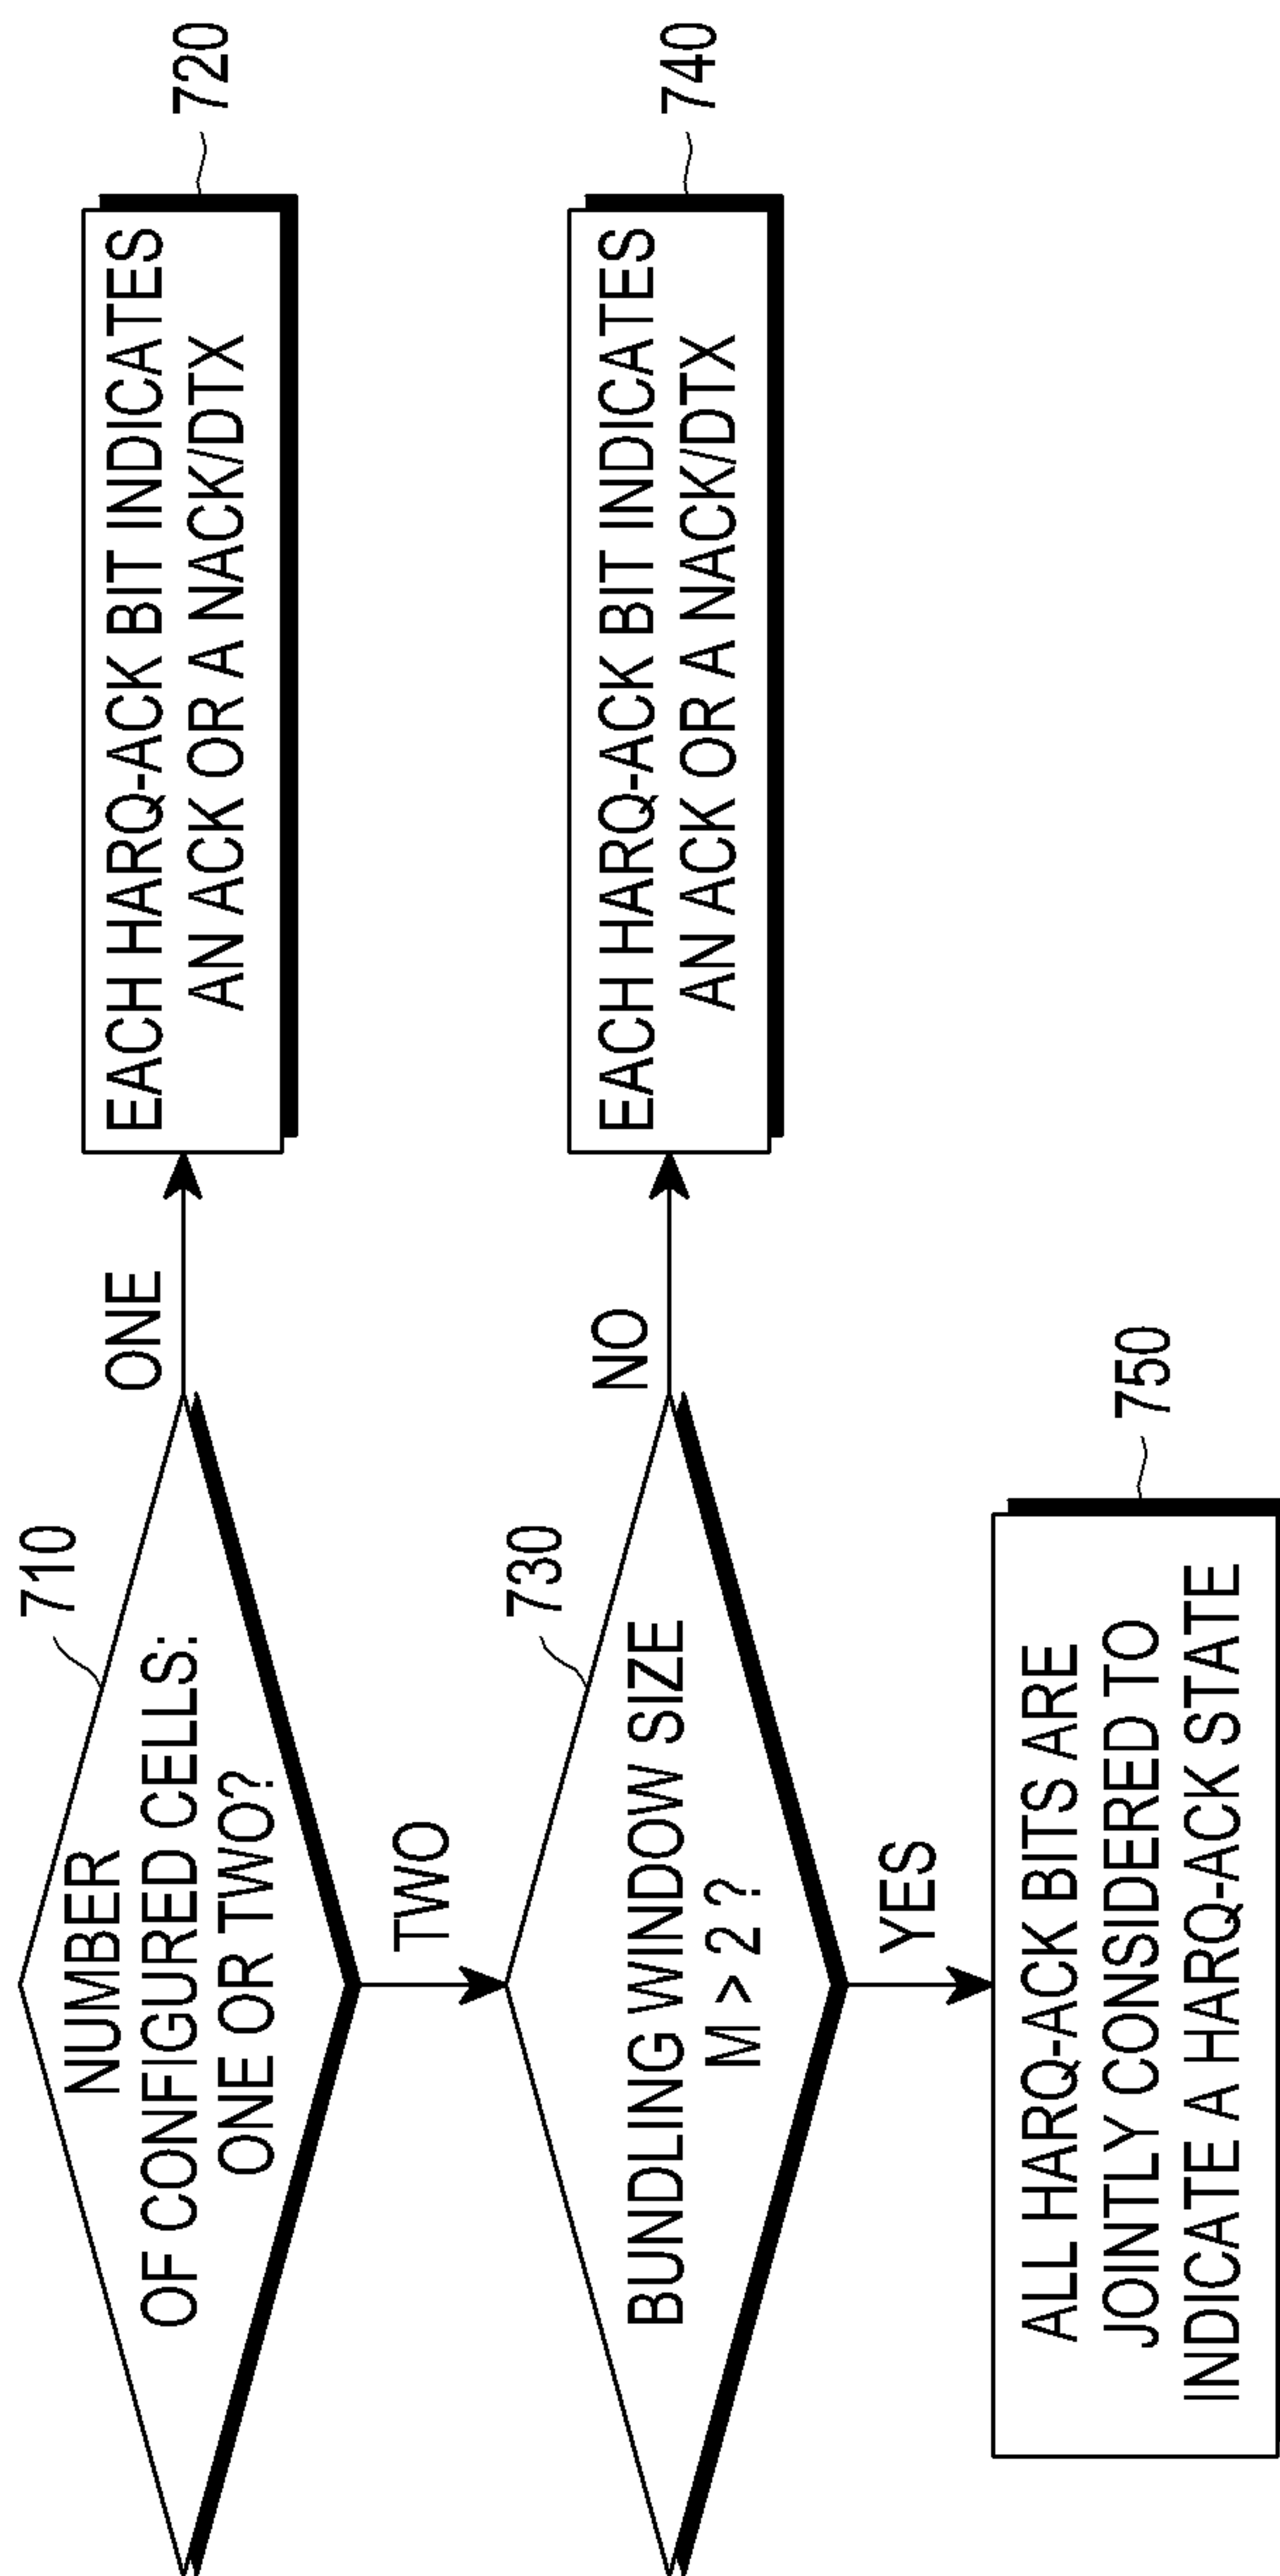 710
NUMBER
OF CONFIGURED CELLS:
ONE OR TWO?
ONE
EACH HARQ-ACK BIT INDICATES
AN ACK OR A NACK/DTX
720
TWO
730
BUNDLING WINDOW SIZE
M > 2 ?
NO
EACH HARQ-ACK BIT INDICATES
AN ACK OR A NACK/DTX
740
YES
ALL HARQ-ACK BITS ARE
JOINTLY CONSIDERED TO
INDICATE A HARQ-ACK STATE
750